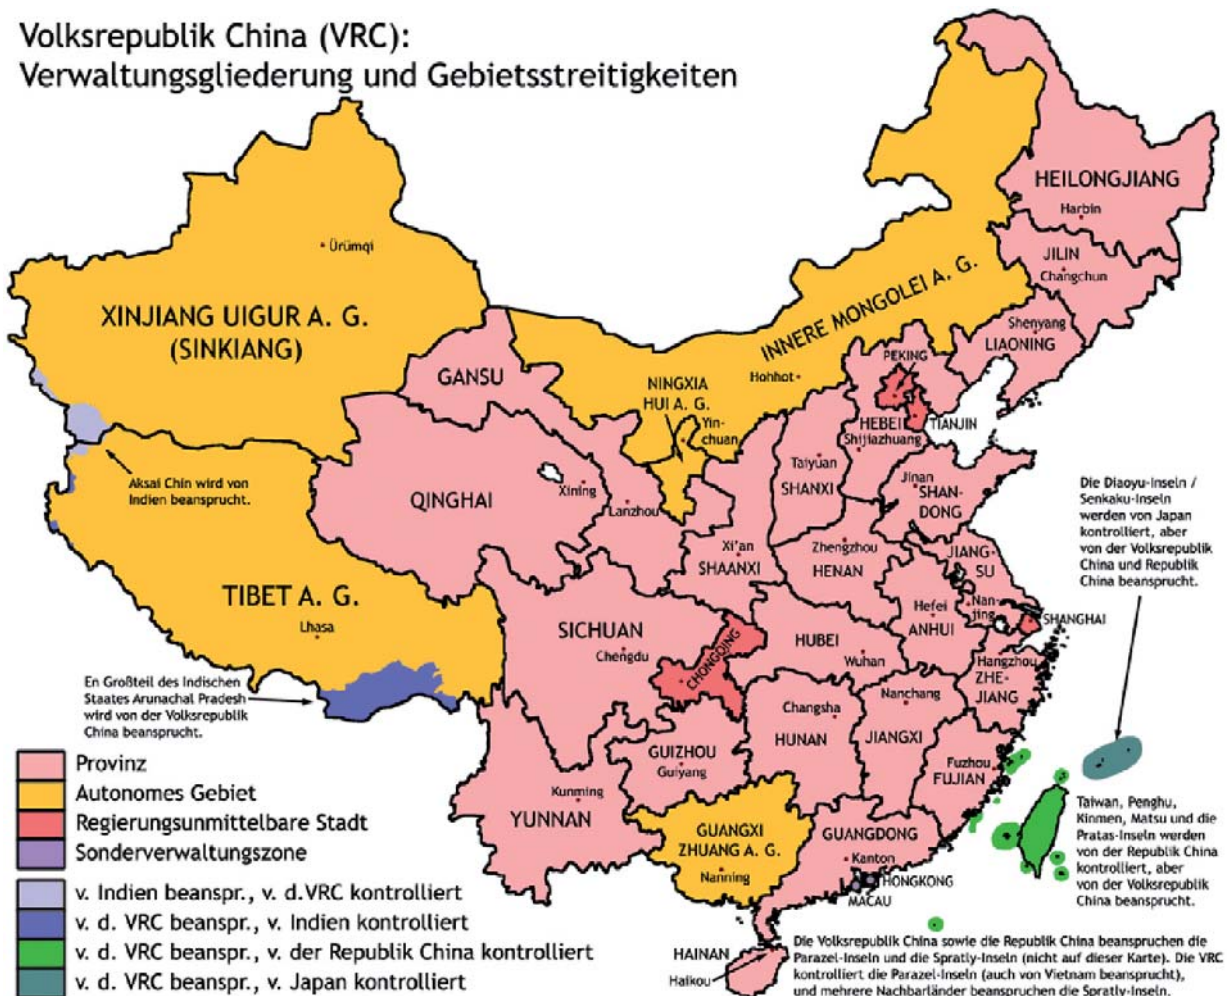 Volksrepublik China (VRC):
Verwaltungsgliederung und Gebietsstreitigkeiten
HEILONGJIANG
Harbin
JILIN
Changchun
Ürümqi
XINJIANG UIGUR A. G.
(SINKIANG)
INNERE MONGOLEI A. G.
Hohhot
Shenyang
LIAONING
PEKING
GANSU
NINGXIA
HUI A. G.
Yin-
chuan
HEBEI
Shijiazhuang
TIANJIN
Aksai Chin wird von
Indien beansprucht.
QINGHAI
Xining
Lanzhou
Taiyuan
SHANXI
Jinan
SHAN-
DONG
Die Diaoyu-Inseln /
Senkaku-Inseln
werden von Japan
kontrolliert, aber
von der Volksrepublik
China und Republik
China beansprucht.
Xi'an
SHAANXI
Zhengzhou
HENAN
JIANG-
SU
TIBET A. G.
Lhasa
SICHUAN
Chengdu
CHONGQING
HUBEI
Wuhan
Hefei
ANHUI
Nan-
jing
SHANGHAI
Hangzhou
ZHE-
JIANG
En Großteil des Indischen
Staates Arunachal Pradesh
wird von der Volksrepublik
China beansprucht.
Changsha
HUNAN
Nanchang
JIANGXI
GUIZHOU
Guiyang
Fuzhou
FUJIAN
Kunming
YUNNAN
GUANGXI
ZHUANG A. G.
Nanning
GUANGDONG
Kanton
HONGKONG
MACAU
Taiwan, Penghu,
Kinmen, Matsu und die
Pratas-Inseln werden
von der Republik China
kontrolliert, aber
von der Volksrepublik
China beansprucht.
HAINAN
Haikou
Provinz
Autonomes Gebiet
Regierungsunmittelbare Stadt
Sonderverwaltungszone
v. Indien beanspr., v. d.VRC kontrolliert
v. d. VRC beanspr., v. Indien kontrolliert
v. d. VRC beanspr., v. der Republik China kontrolliert
v. d. VRC beanspr., v. Japan kontrolliert
Die Volksrepublik China sowie die Republik China beanspruchen die
Parazel-Inseln und die Spratly-Inseln (nicht auf dieser Karte). Die VRC
kontrolliert die Parazel-Inseln (auch von Vietnam beansprucht),
und mehrere Nachbarländer beanspruchen die Spratly-Inseln.